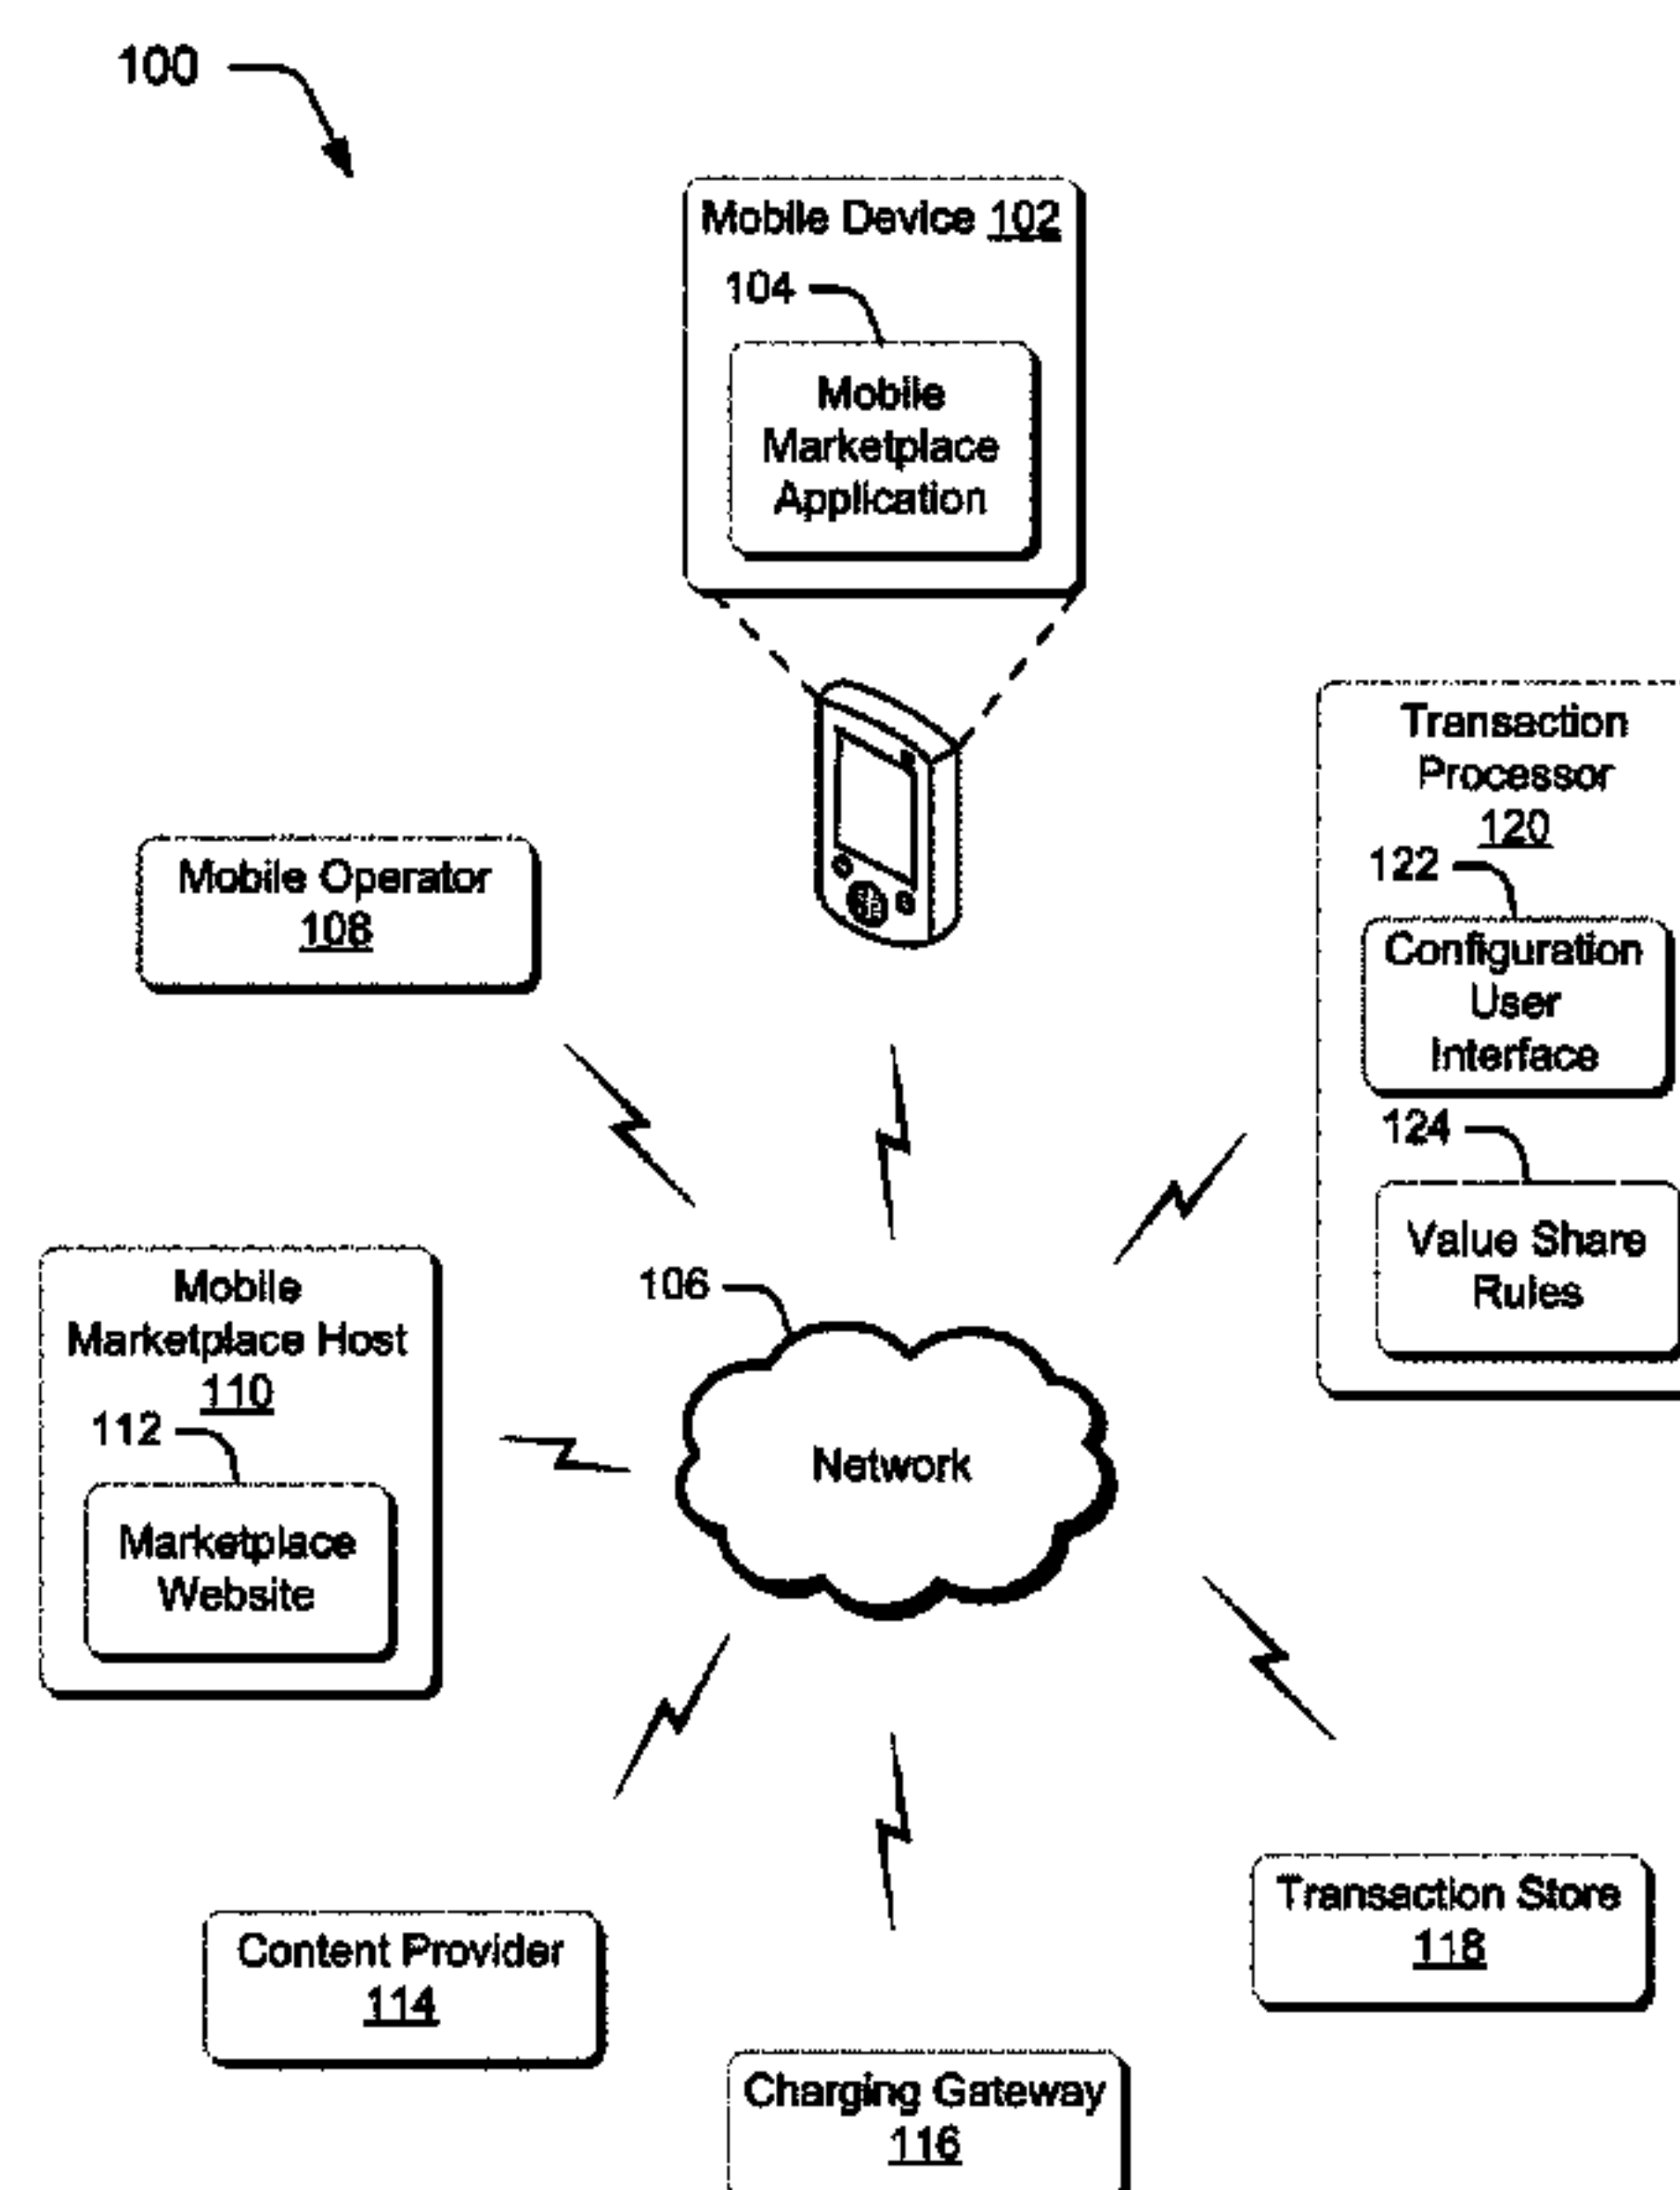 100
Mobile Device 102
104
Mobile
Marketplace
Application
Transaction
Processor
120
122
Configuration
User
Interface
124
Value Share
Rules
Mobile Operator
108
106
Network
Mobile
Marketplace Host
110
112
Marketplace
Website
Content Provider
114
Charging Gateway
116
Transaction Store
118